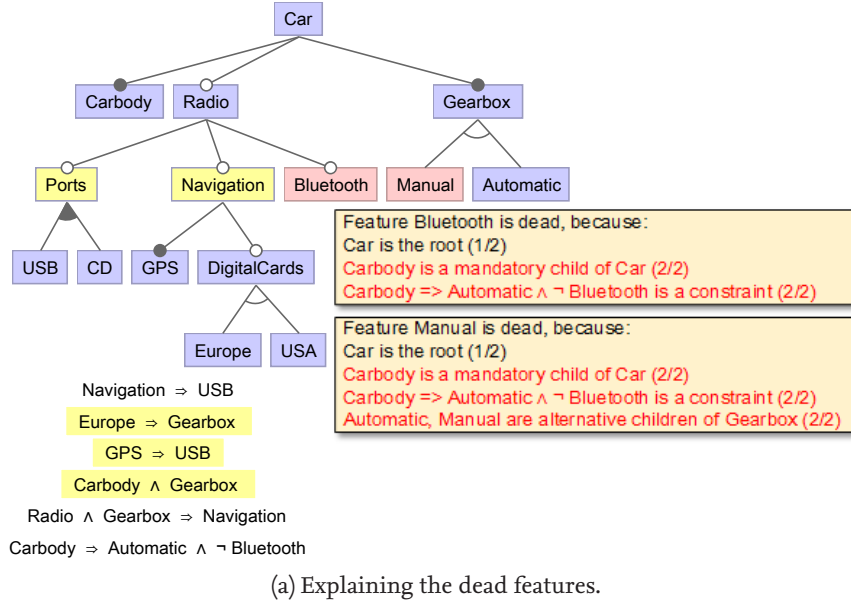 Car
Carbody
Radio
Gearbox
Ports
Navigation
Bluetooth
Manual
Automatic
USB
CD
GPS
DigitalCards
Europe
USA
Feature Bluetooth is dead, because:
Car is the root (1/2)
Carbody is a mandatory child of Car (2/2)
Carbody => Automatic ∧ ¬ Bluetooth is a constraint (2/2)
Feature Manual is dead, because:
Car is the root (1/2)
Carbody is a mandatory child of Car (2/2)
Carbody => Automatic ∧ ¬ Bluetooth is a constraint (2/2)
Automatic, Manual are alternative children of Gearbox (2/2)
Navigation ⇒ USB
Europe ⇒ Gearbox
GPS ⇒ USB
Carbody ∧ Gearbox
Radio ∧ Gearbox ⇒ Navigation
Carbody ⇒ Automatic ∧ ¬ Bluetooth
(a) Explaining the dead features.